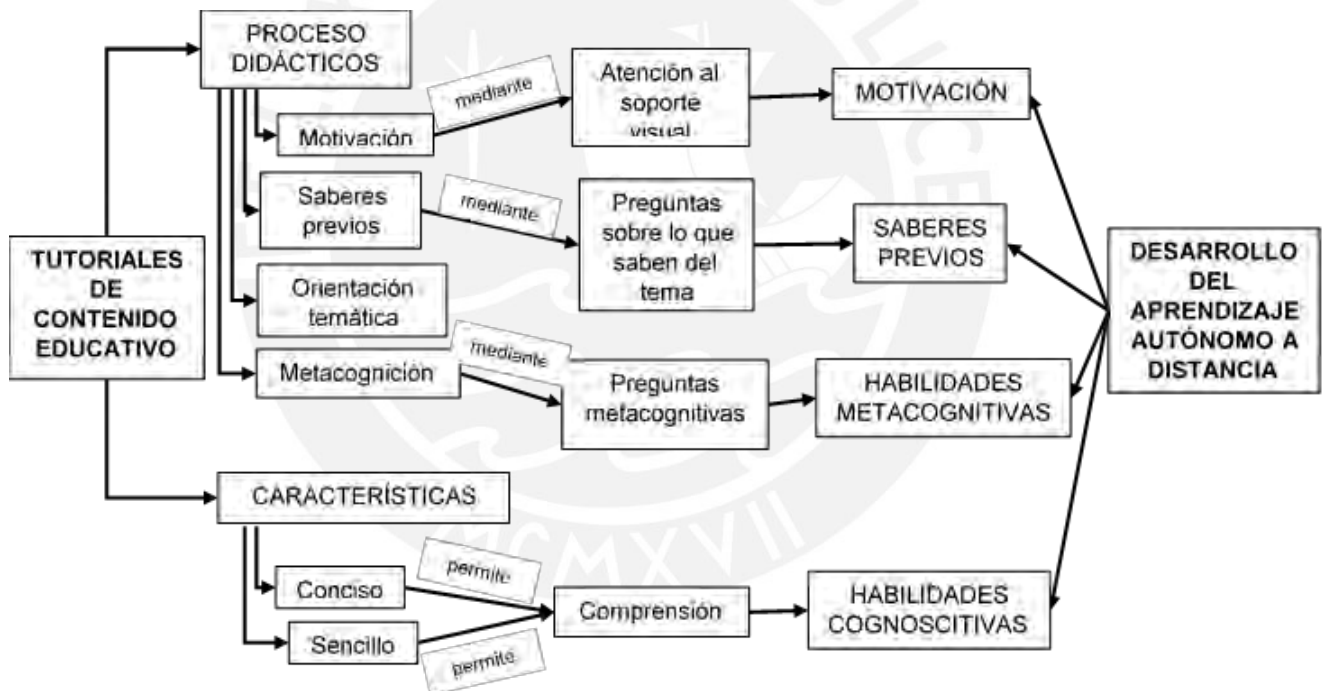 PROCESO
DIDÁCTICOS
Motivación
mediante
Atención al
soporte
visual
MOTIVACIÓN
Saberes
previos
mediante
Preguntas
sobre lo que
saben del
tema
SABERES
PREVIOS
TUTORIALES
DE
CONTENIDO
EDUCATIVO
DESARROLLO
DEL
APRENDIZAJE
AUTÓNOMO A
DISTANCIA
Orientación
temática
Metacognición
mediante
Preguntas
metacognitivas
HABILIDADES
METACOGNITIVAS
CARACTERÍSTICAS
Conciso
permite
Sencillo
permite
Comprensión
HABILIDADES
COGNOSCITIVAS
MCMXVII